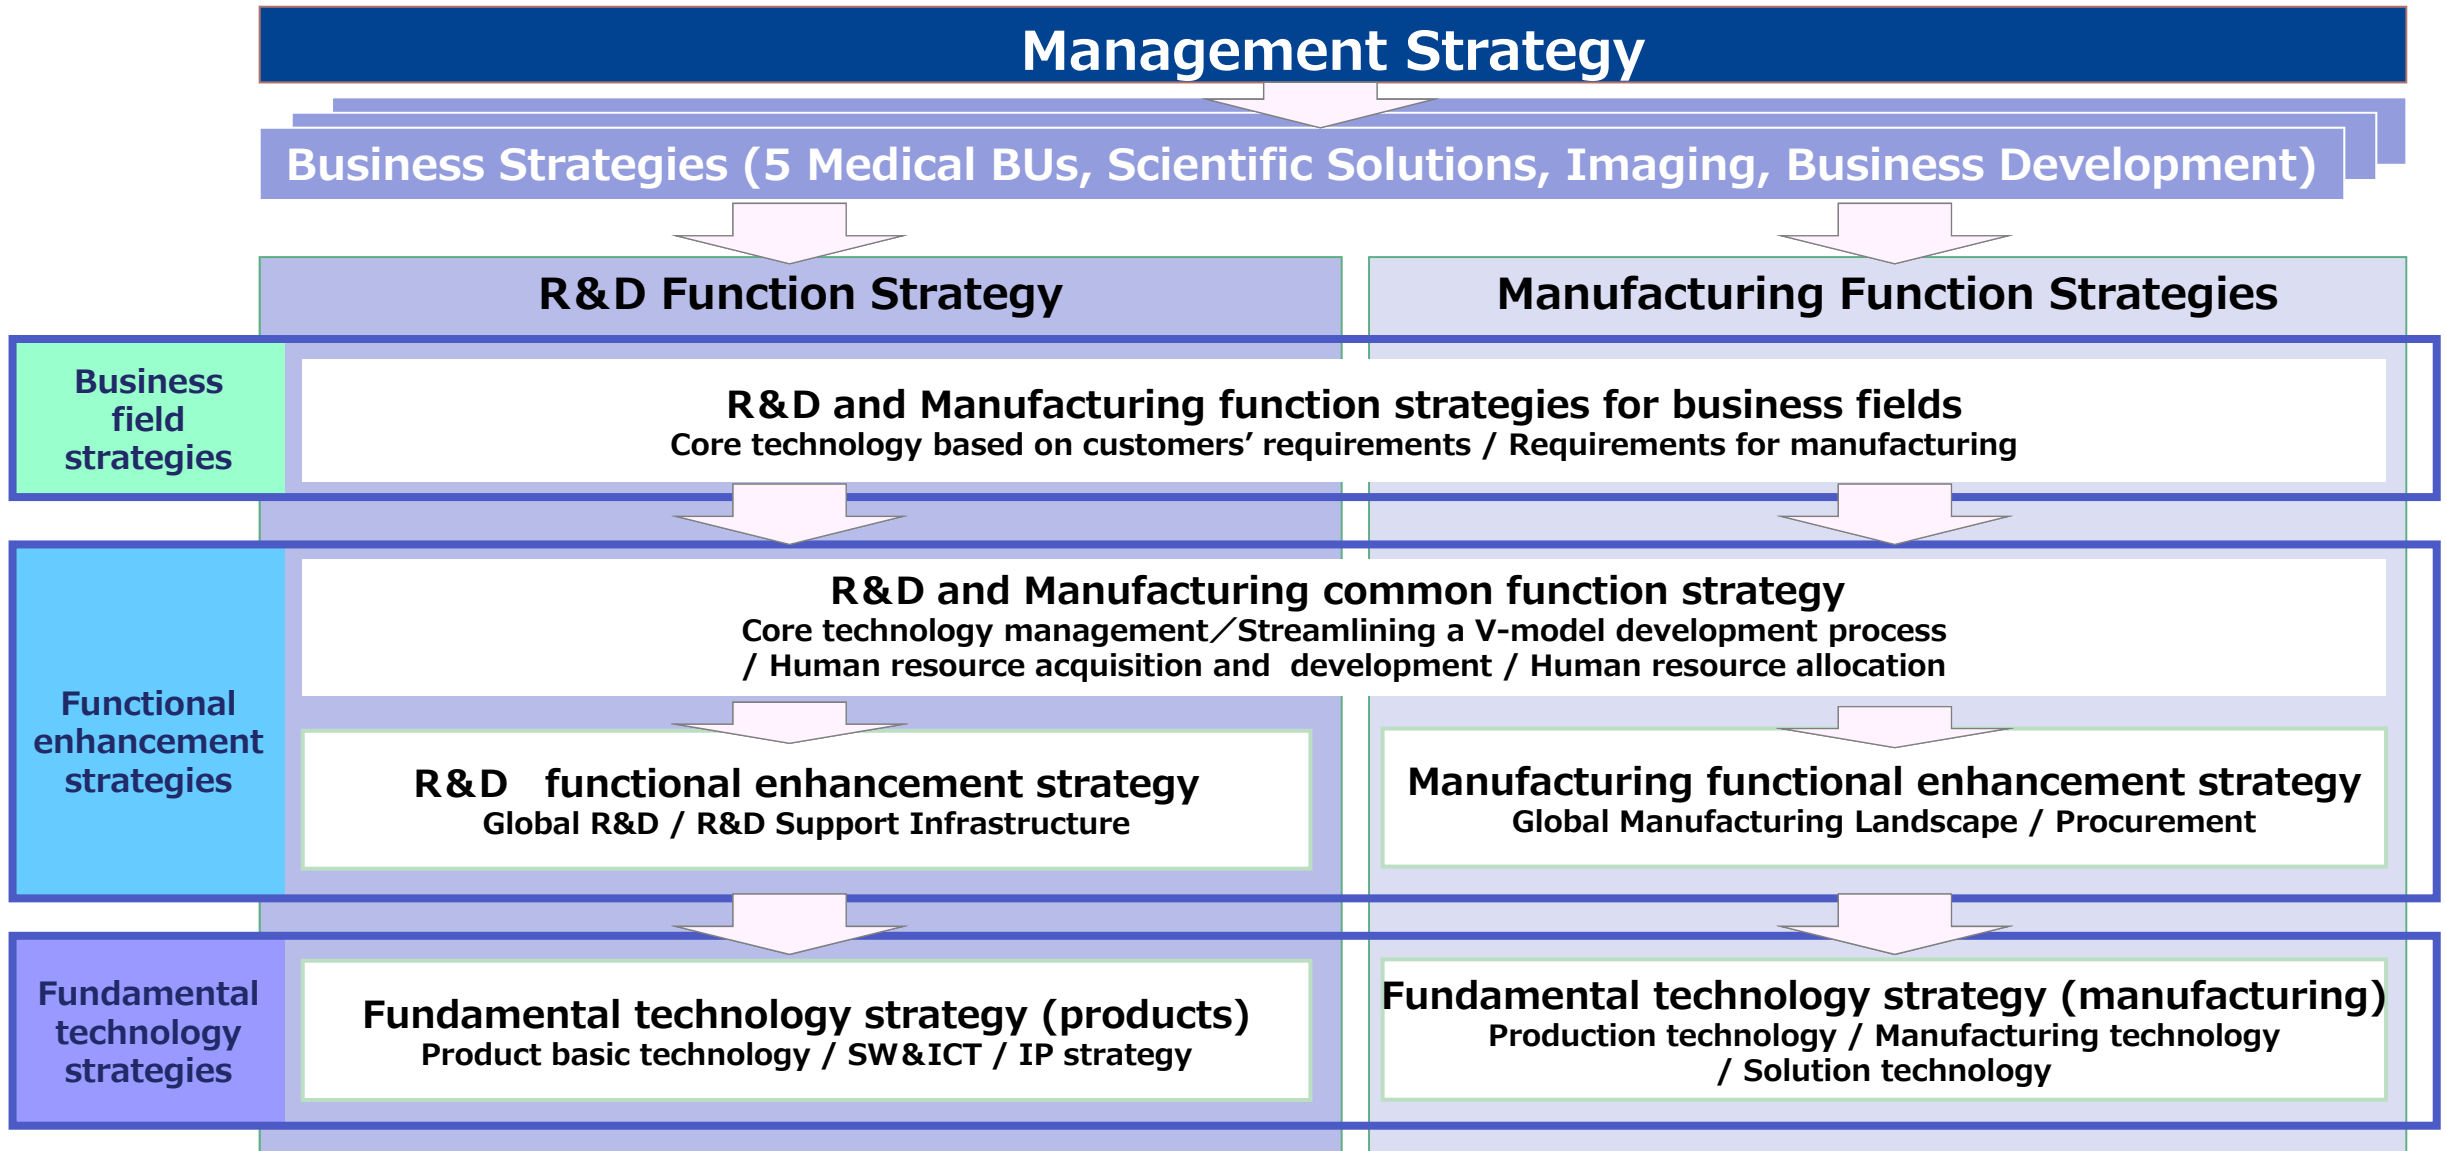 Management Strategy
Business Strategies (5 Medical BUs, Scientific Solutions, Imaging, Business Development)
R&D Function Strategy
Manufacturing Function Strategies
Business
field
strategies
R&D and Manufacturing function strategies for business fields
Core technology based on customers’ requirements / Requirements for manufacturing
Functional
enhancement
strategies
R&D and Manufacturing common function strategy
Core technology management／Streamlining a V-model development process
/ Human resource acquisition and development / Human resource allocation
R&D functional enhancement strategy
Global R&D / R&D Support Infrastructure
Manufacturing functional enhancement strategy
Global Manufacturing Landscape / Procurement
Fundamental
technology
strategies
Fundamental technology strategy (products)
Product basic technology / SW&ICT / IP strategy
Fundamental technology strategy (manufacturing)
Production technology / Manufacturing technology
/ Solution technology